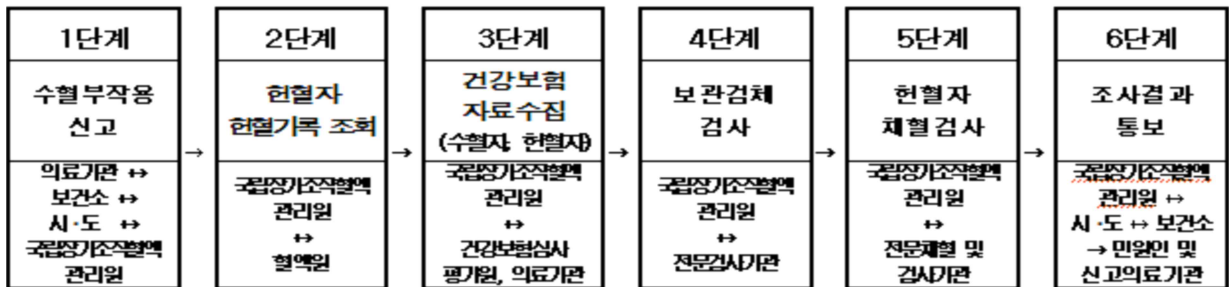 1단계
수혈부작용
신고
의료기관 ↔
보건소 ↔
시·도 ↔
국립장기조직혈액
관리원
→
2단계
헌혈자
헌혈기록 조회
국립장기조직혈액
관리원
↔
혈액원
→
3단계
건강보험
자료수집
(수혈자, 헌혈자)
국립장기조직혈액
관리원
↔
건강보험심사
평가원, 의료기관
→
4단계
보관검체
검사
국립장기조직혈액
관리원
↔
전문검사기관
→
5단계
헌혈자
채혈검사
국립장기조직혈액
관리원
↔
전문채혈 및
검사기관
→
6단계
조사결과
통보
국립장기조직혈액
관리원 ↔
시·도 ↔ 보건소
→ 민원인 및
신고의료기관